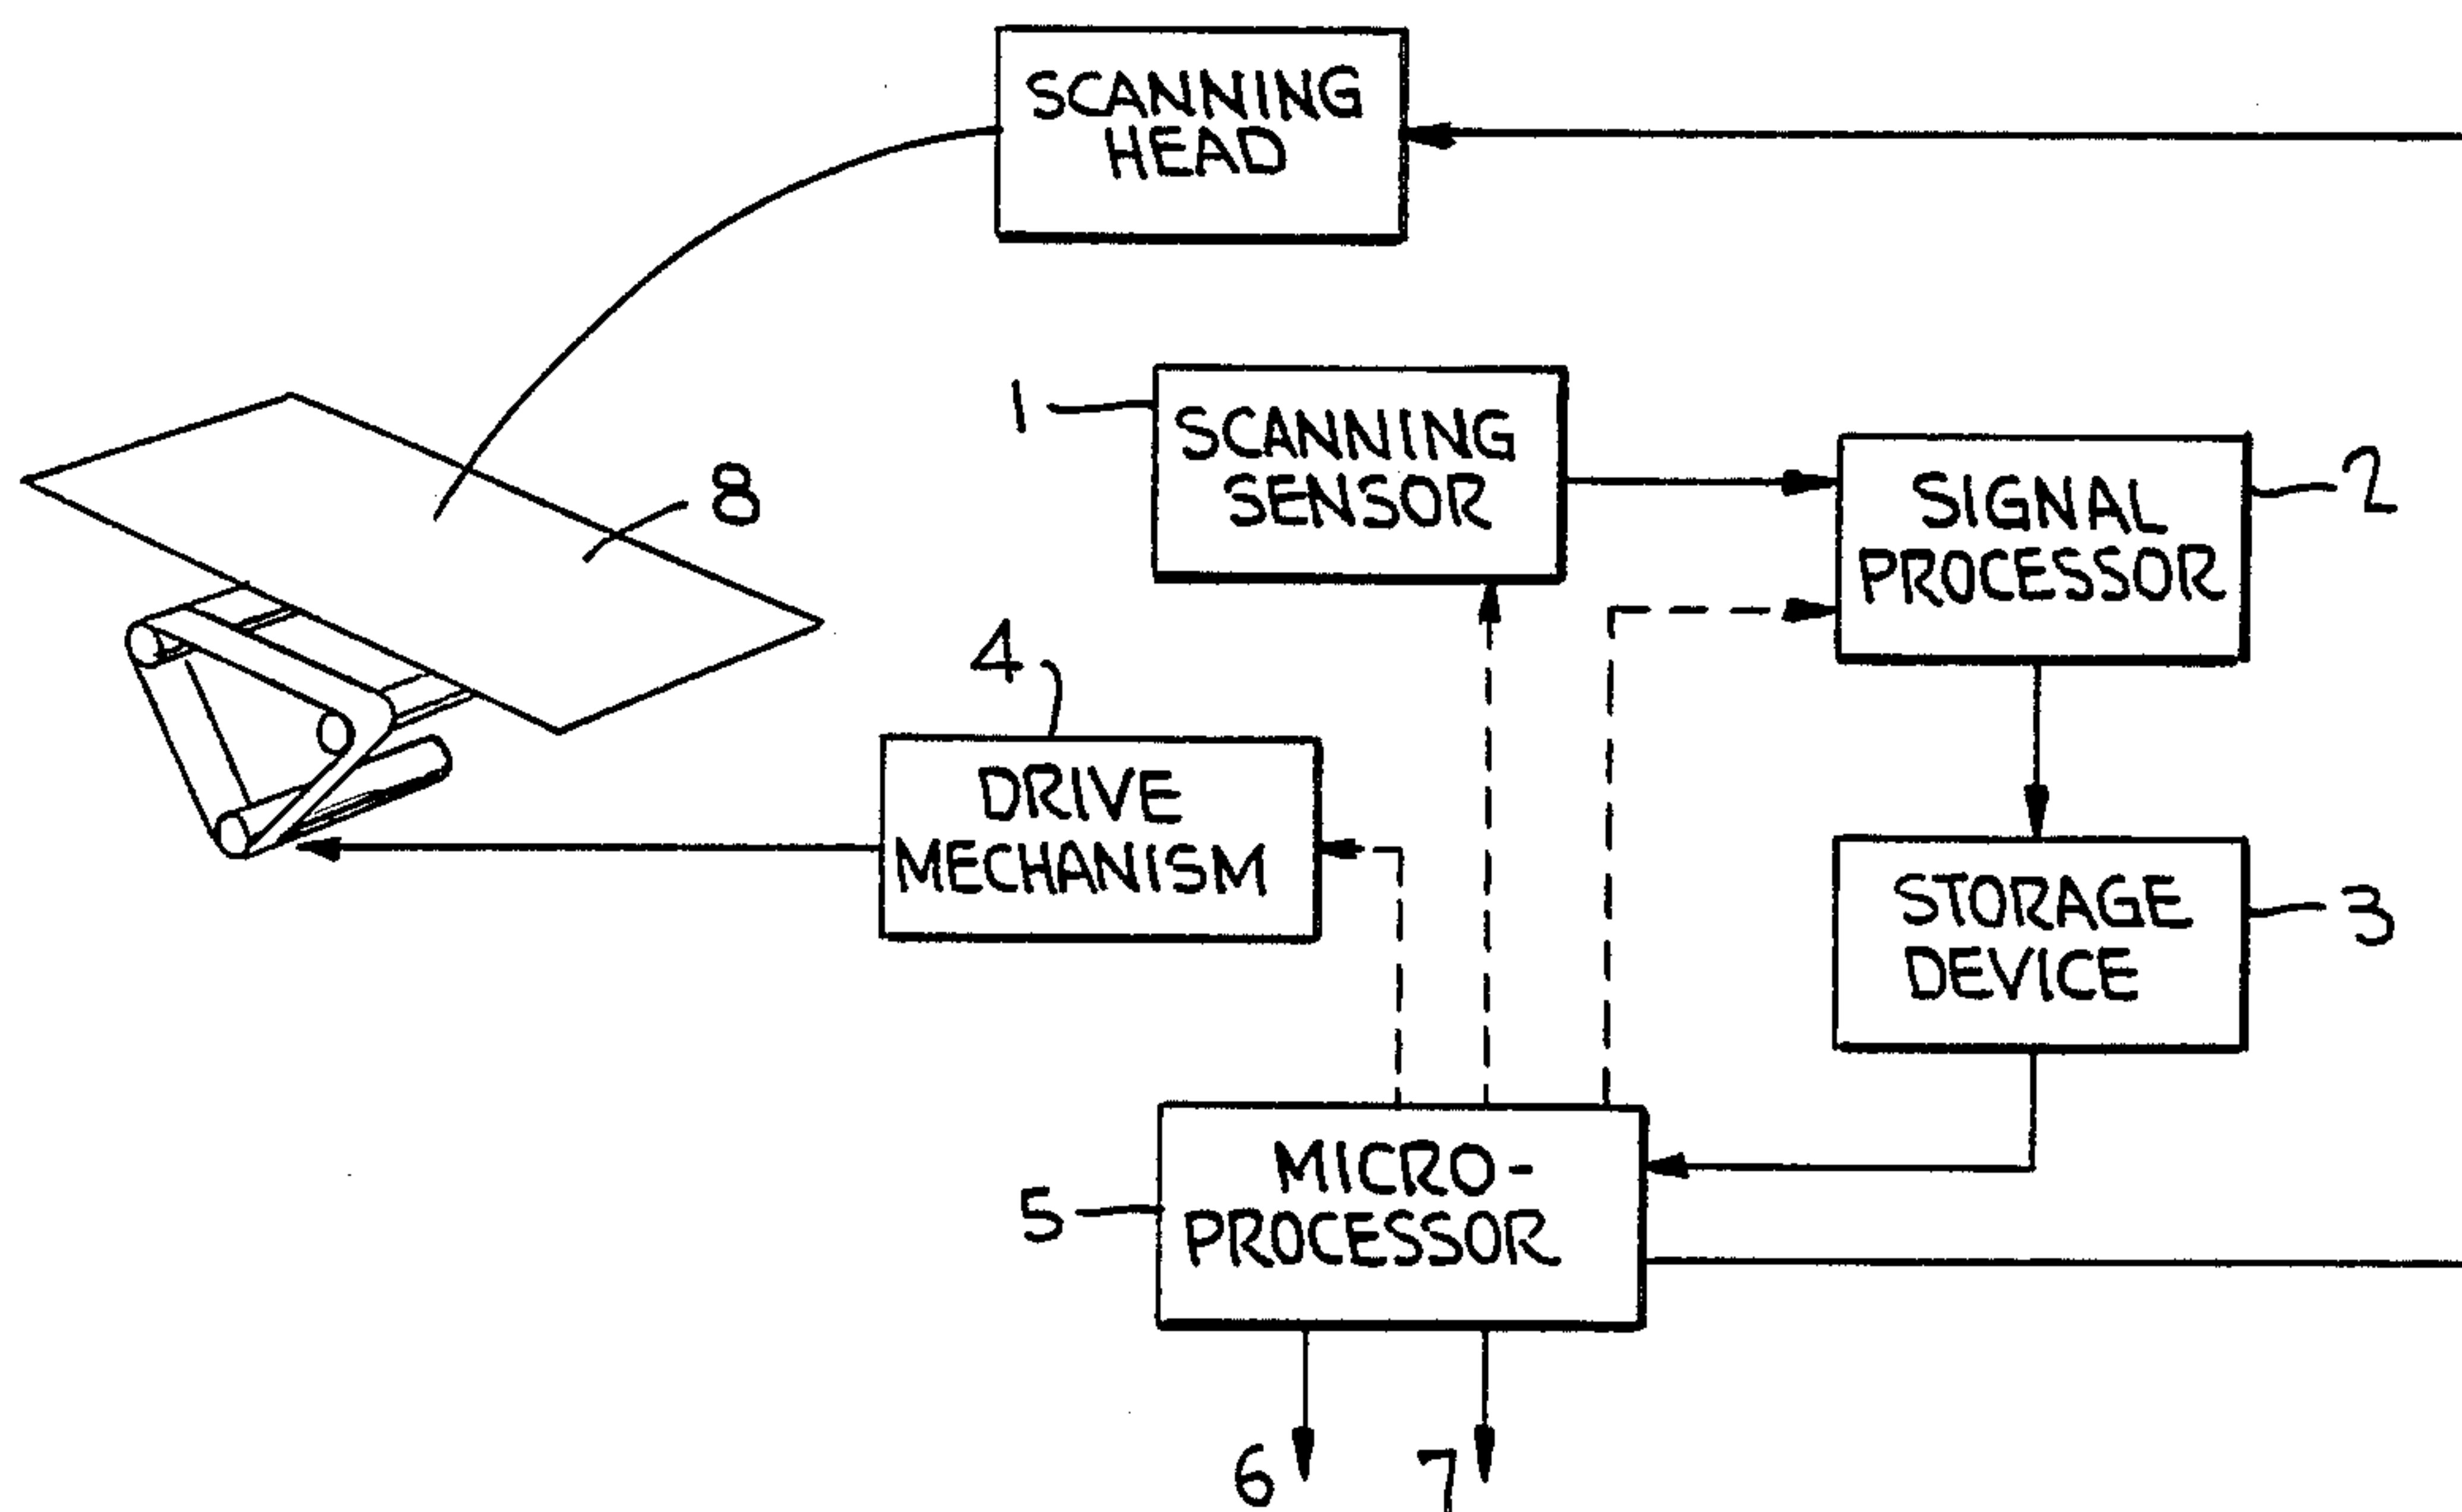 SCANNING
HEAD
1
SCANNING
SENSOR
8
SIGNAL
PROCESSOR
2
4
DRIVE
MECHANISM
STORAGE
DEVICE
3
MICRO-
PROCESSOR
5
6
7